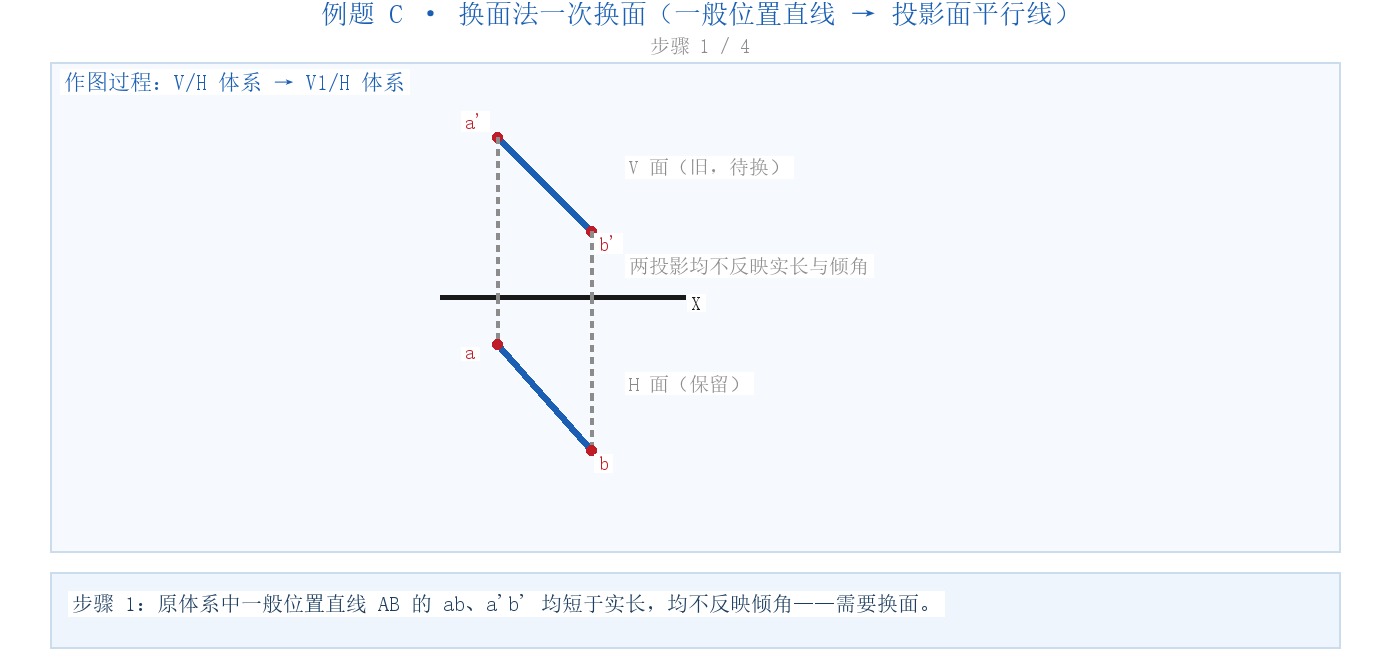 例题 C • 换面法一次换面（一般位置直线 → 投影面平行线）
步骤 1 / 4
作图过程：V/H 体系 → V1/H 体系
a'
V 面（旧，待换）
b'
两投影均不反映实长与倾角
X
a
H 面（保留）
b
步骤 1：原体系中一般位置直线 AB 的 ab、a'b' 均短于实长，均不反映倾角——需要换面。